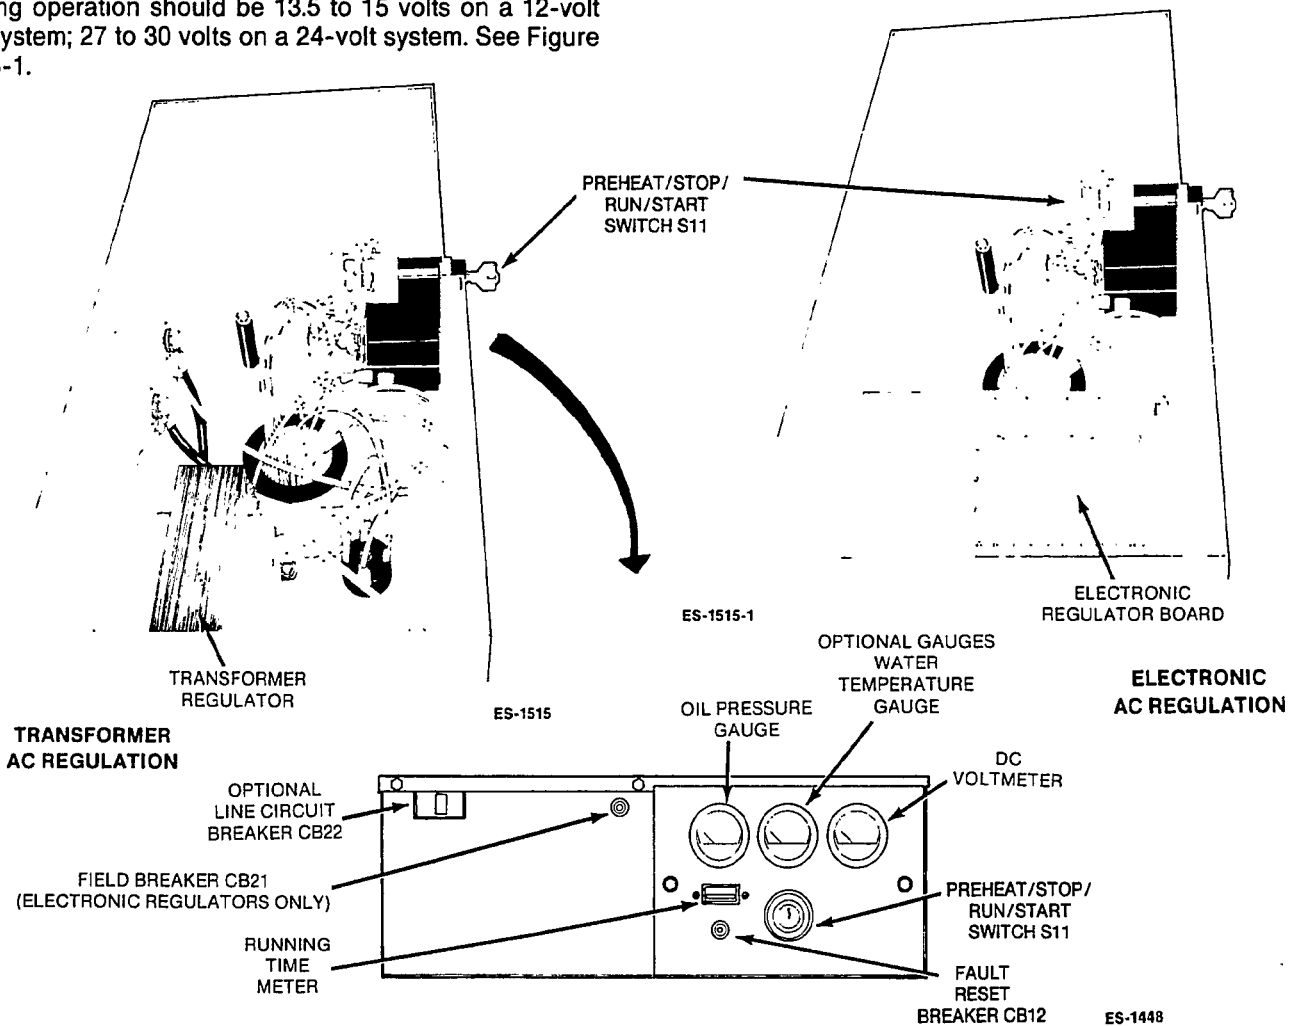 ng operation should be 13.5 to 15 volts on a 12-volt
ystem; 27 to 30 volts on a 24-volt system. See Figure
-1.
PREHEAT/STOP/
RUN/START
SWITCH S11
ELECTRONIC
REGULATOR BOARD
ES-1515-1
TRANSFORMER
REGULATOR
ES-1515
TRANSFORMER
AC REGULATION
ELECTRONIC
AC REGULATION
OPTIONAL GAUGES
WATER
TEMPERATURE
GAUGE
OIL PRESSURE
GAUGE
DC
VOLTMETER
OPTIONAL
LINE CIRCUIT
BREAKER CB22
FIELD BREAKER CB21
(ELECTRONIC REGULATORS ONLY)
RUNNING
TIME
METER
PREHEAT/STOP/
RUN/START
SWITCH S11
FAULT
RESET
BREAKER CB12
ES-1448